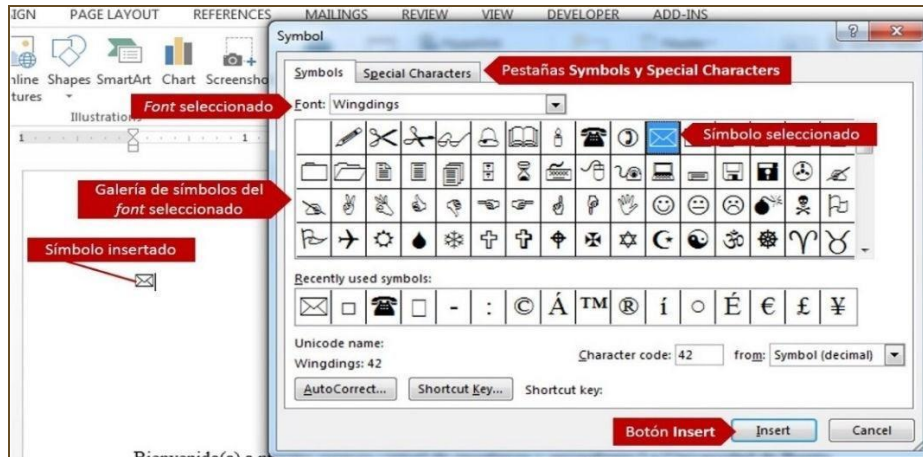 IGN PAGE LAYOUT REFERENCES MAILINGS REVIEW VIEW DEVELOPER ADD-INS
Symbol
nline Shapes SmartArt Chart Screensho
tures
Illustrations
Symbols Special Characters
Pestañas Symbols y Special Characters
Font: Wingdings
Font seleccionado
Símbolo seleccionado
1 1
Galería de símbolos del
font seleccionado
Símbolo insertado
Recently used symbols:
- : © Á ™ ® í ○ É € £ ¥
Unicode name:
Wingdings: 42
Character code: 42 from: Symbol (decimal)
AutoCorrect... Shortcut Key... Shortcut key:
Botón Insert
Insert Cancel